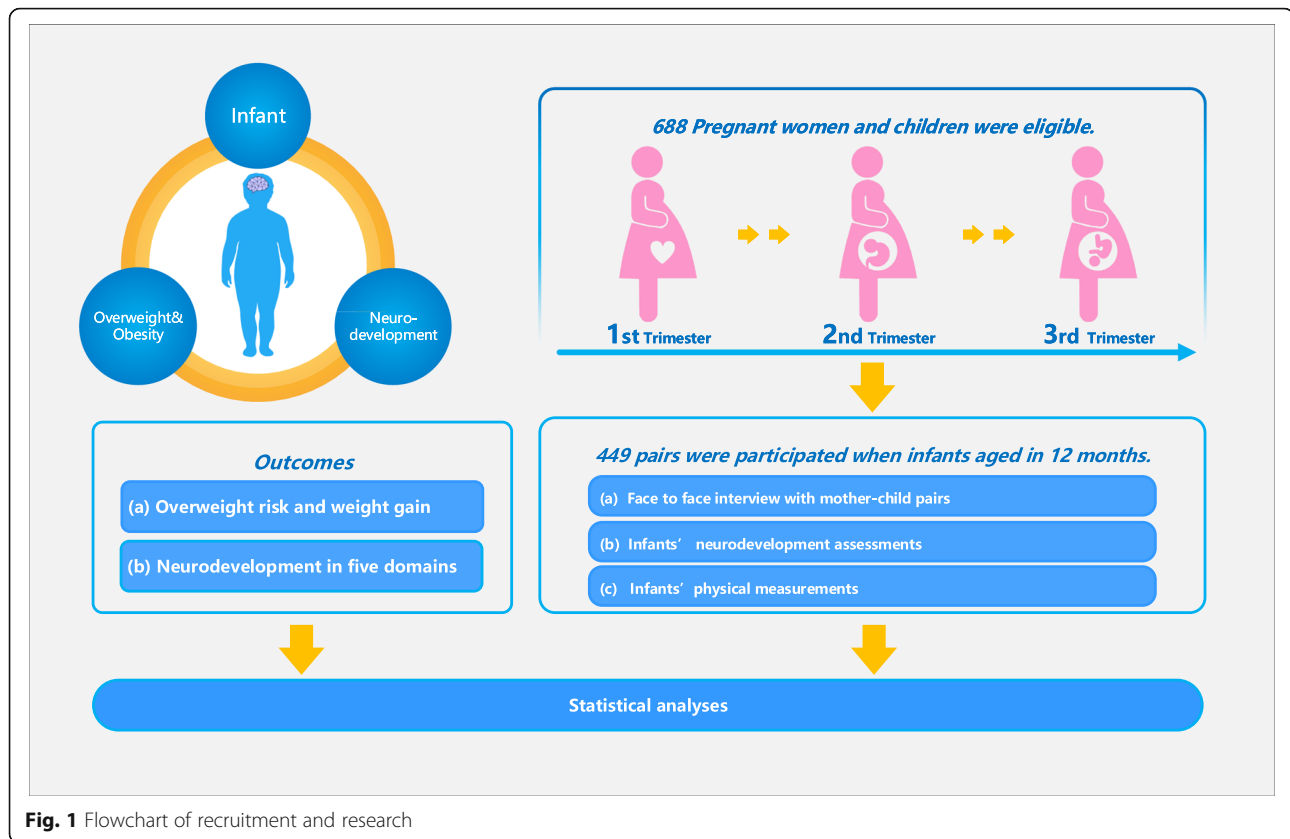 Infant
Overweight&
Obesity
Neuro-
development
688 Pregnant women and children were eligible.
1st Trimester
2nd Trimester
3rd Trimester
Outcomes
(a) Overweight risk and weight gain
(b) Neurodevelopment in five domains
449 pairs were participated when infants aged in 12 months.
(a) Face to face interview with mother-child pairs
(b) Infants’ neurodevelopment assessments
(c) Infants’ physical measurements
Statistical analyses
Fig. 1 Flowchart of recruitment and research